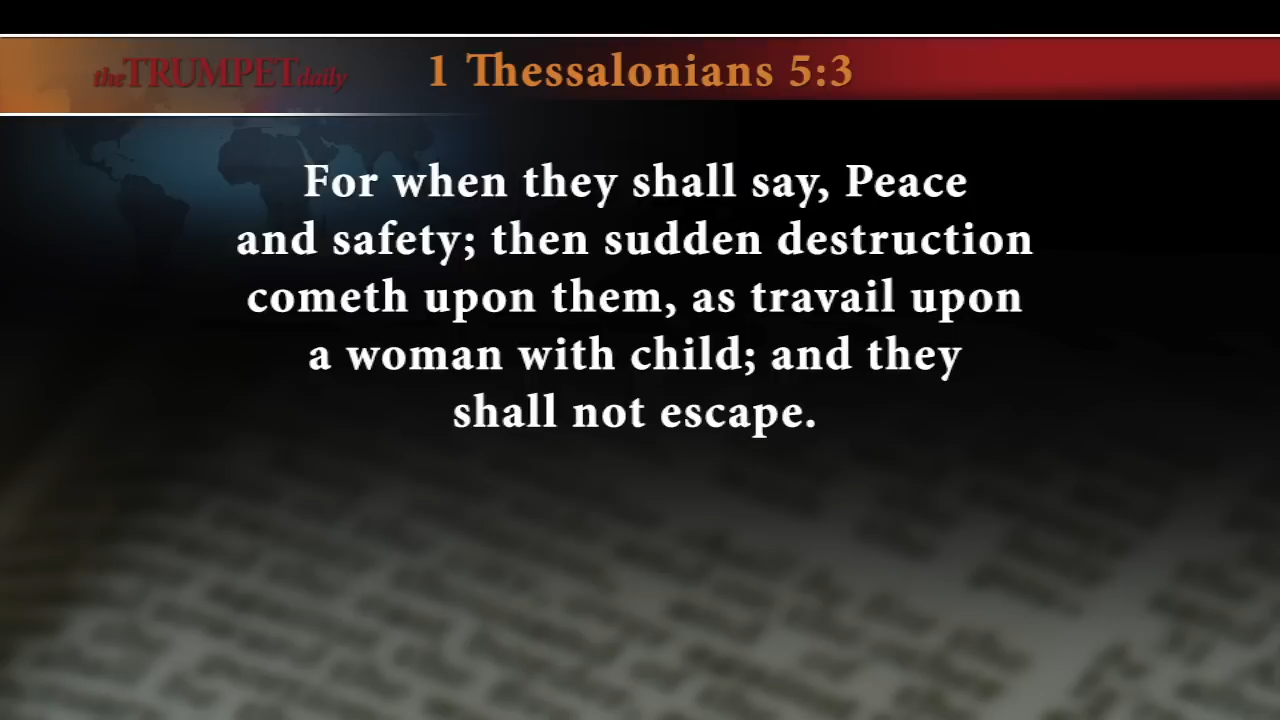 theTRUMPETdaily
1 Thessalonians 5:3
For when they shall say, Peace
and safety; then sudden destruction
cometh upon them, as travail upon
a woman with child; and they
shall not escape.